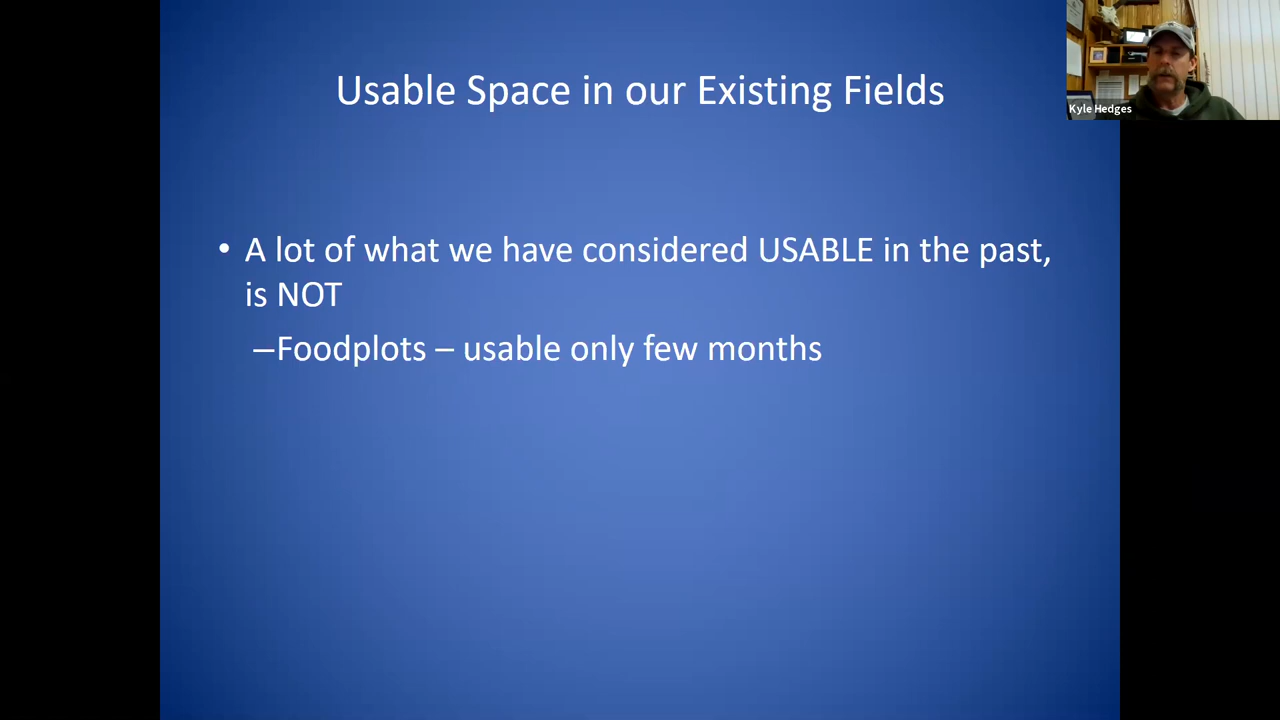 Usable Space in our Existing Fields
Kyle Hedges
• A lot of what we have considered USABLE in the past,
is NOT
–Foodplots – usable only few months